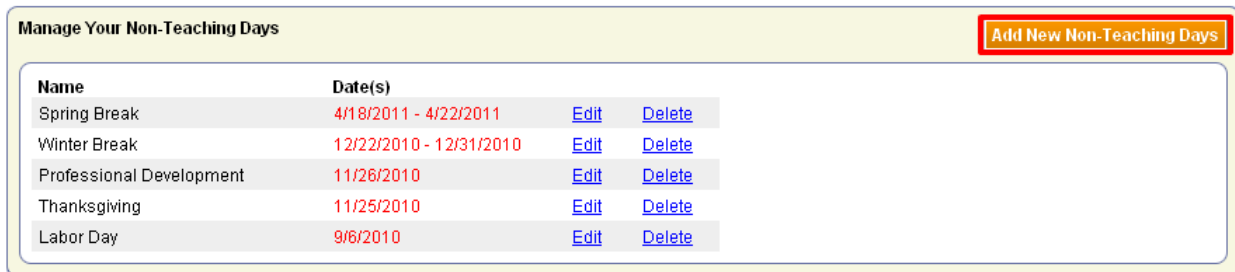 Manage Your Non-Teaching Days
Add New Non-Teaching Days
Name Date(s)
Spring Break 4/18/2011 - 4/22/2011 Edit Delete
Winter Break 12/22/2010 - 12/31/2010 Edit Delete
Professional Development 11/26/2010 Edit Delete
Thanksgiving 11/25/2010 Edit Delete
Labor Day 9/6/2010 Edit Delete